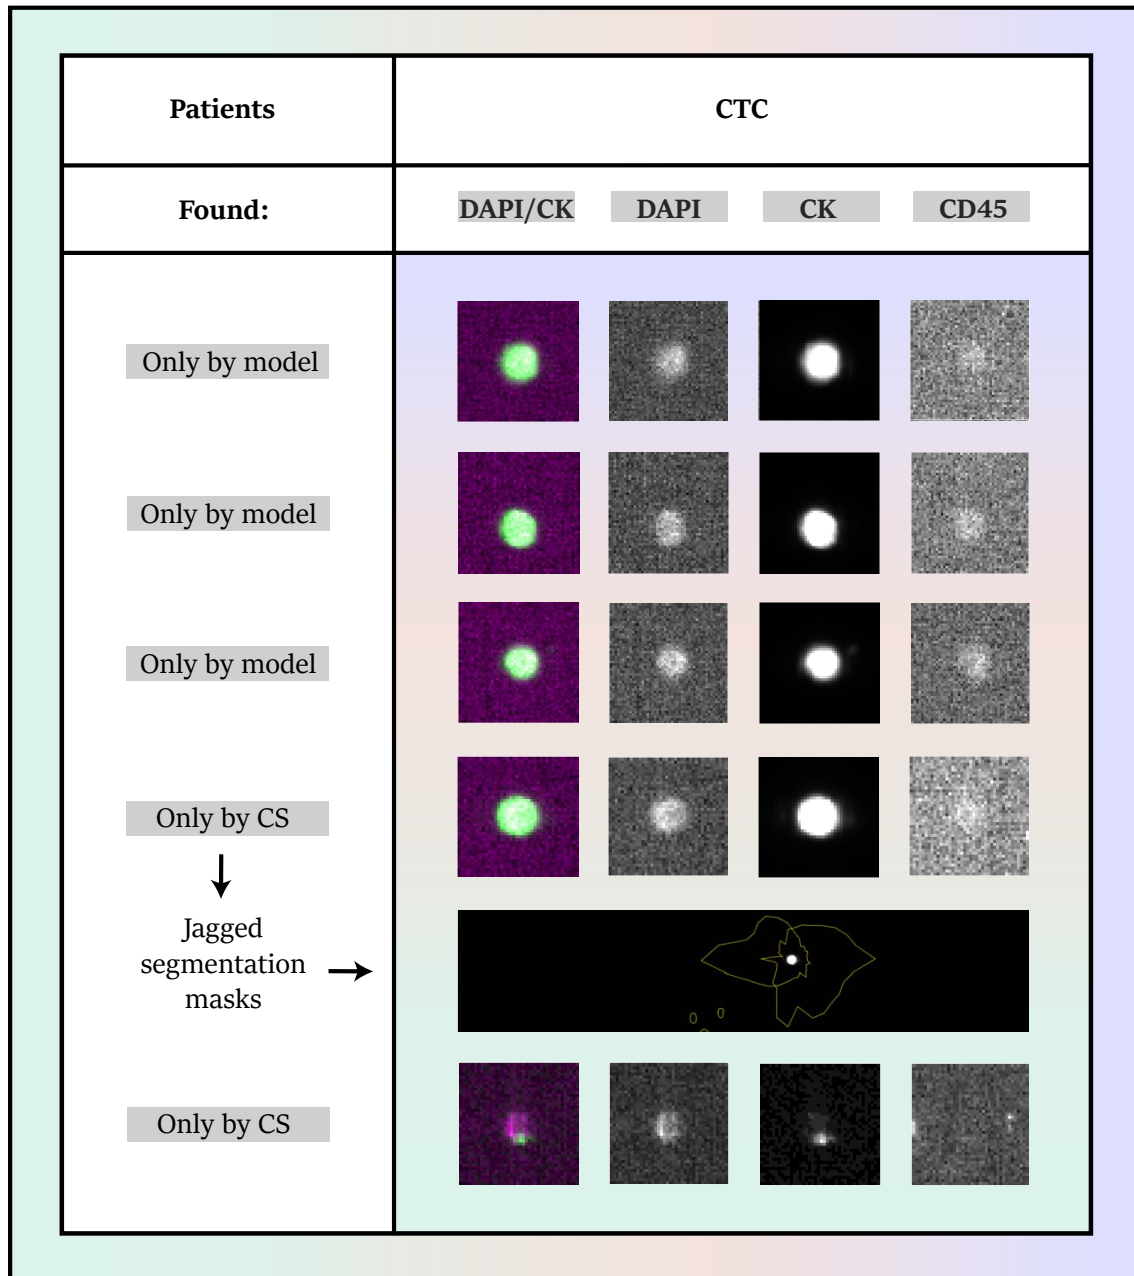 Patients
CTC
Found:
DAPI/CK
DAPI
CK
CD45
Only by model
Only by model
Only by model
Only by CS
Jagged
segmentation
masks
Only by CS